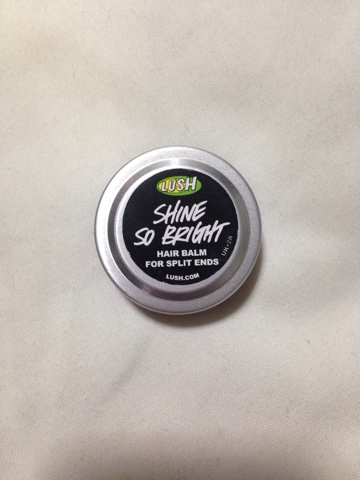 LUSH
SHINE
SO BRIGHT
HAIR BALM
FOR SPLIT ENDS
LUSH.COM